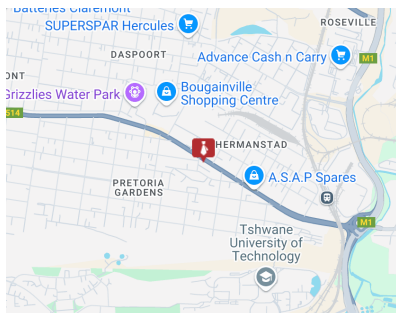 Batteries Claremont
ROSEVILLE
SUPERSPAR Hercules
DASPOORT
Advance Cash n Carry
M1
ONT
Grizzlies Water Park
Bougainville
Shopping Centre
514
HERMANSTAD
A.S.A.P Spares
PRETORIA
GARDENS
M1
Tshwane
University of
Technology